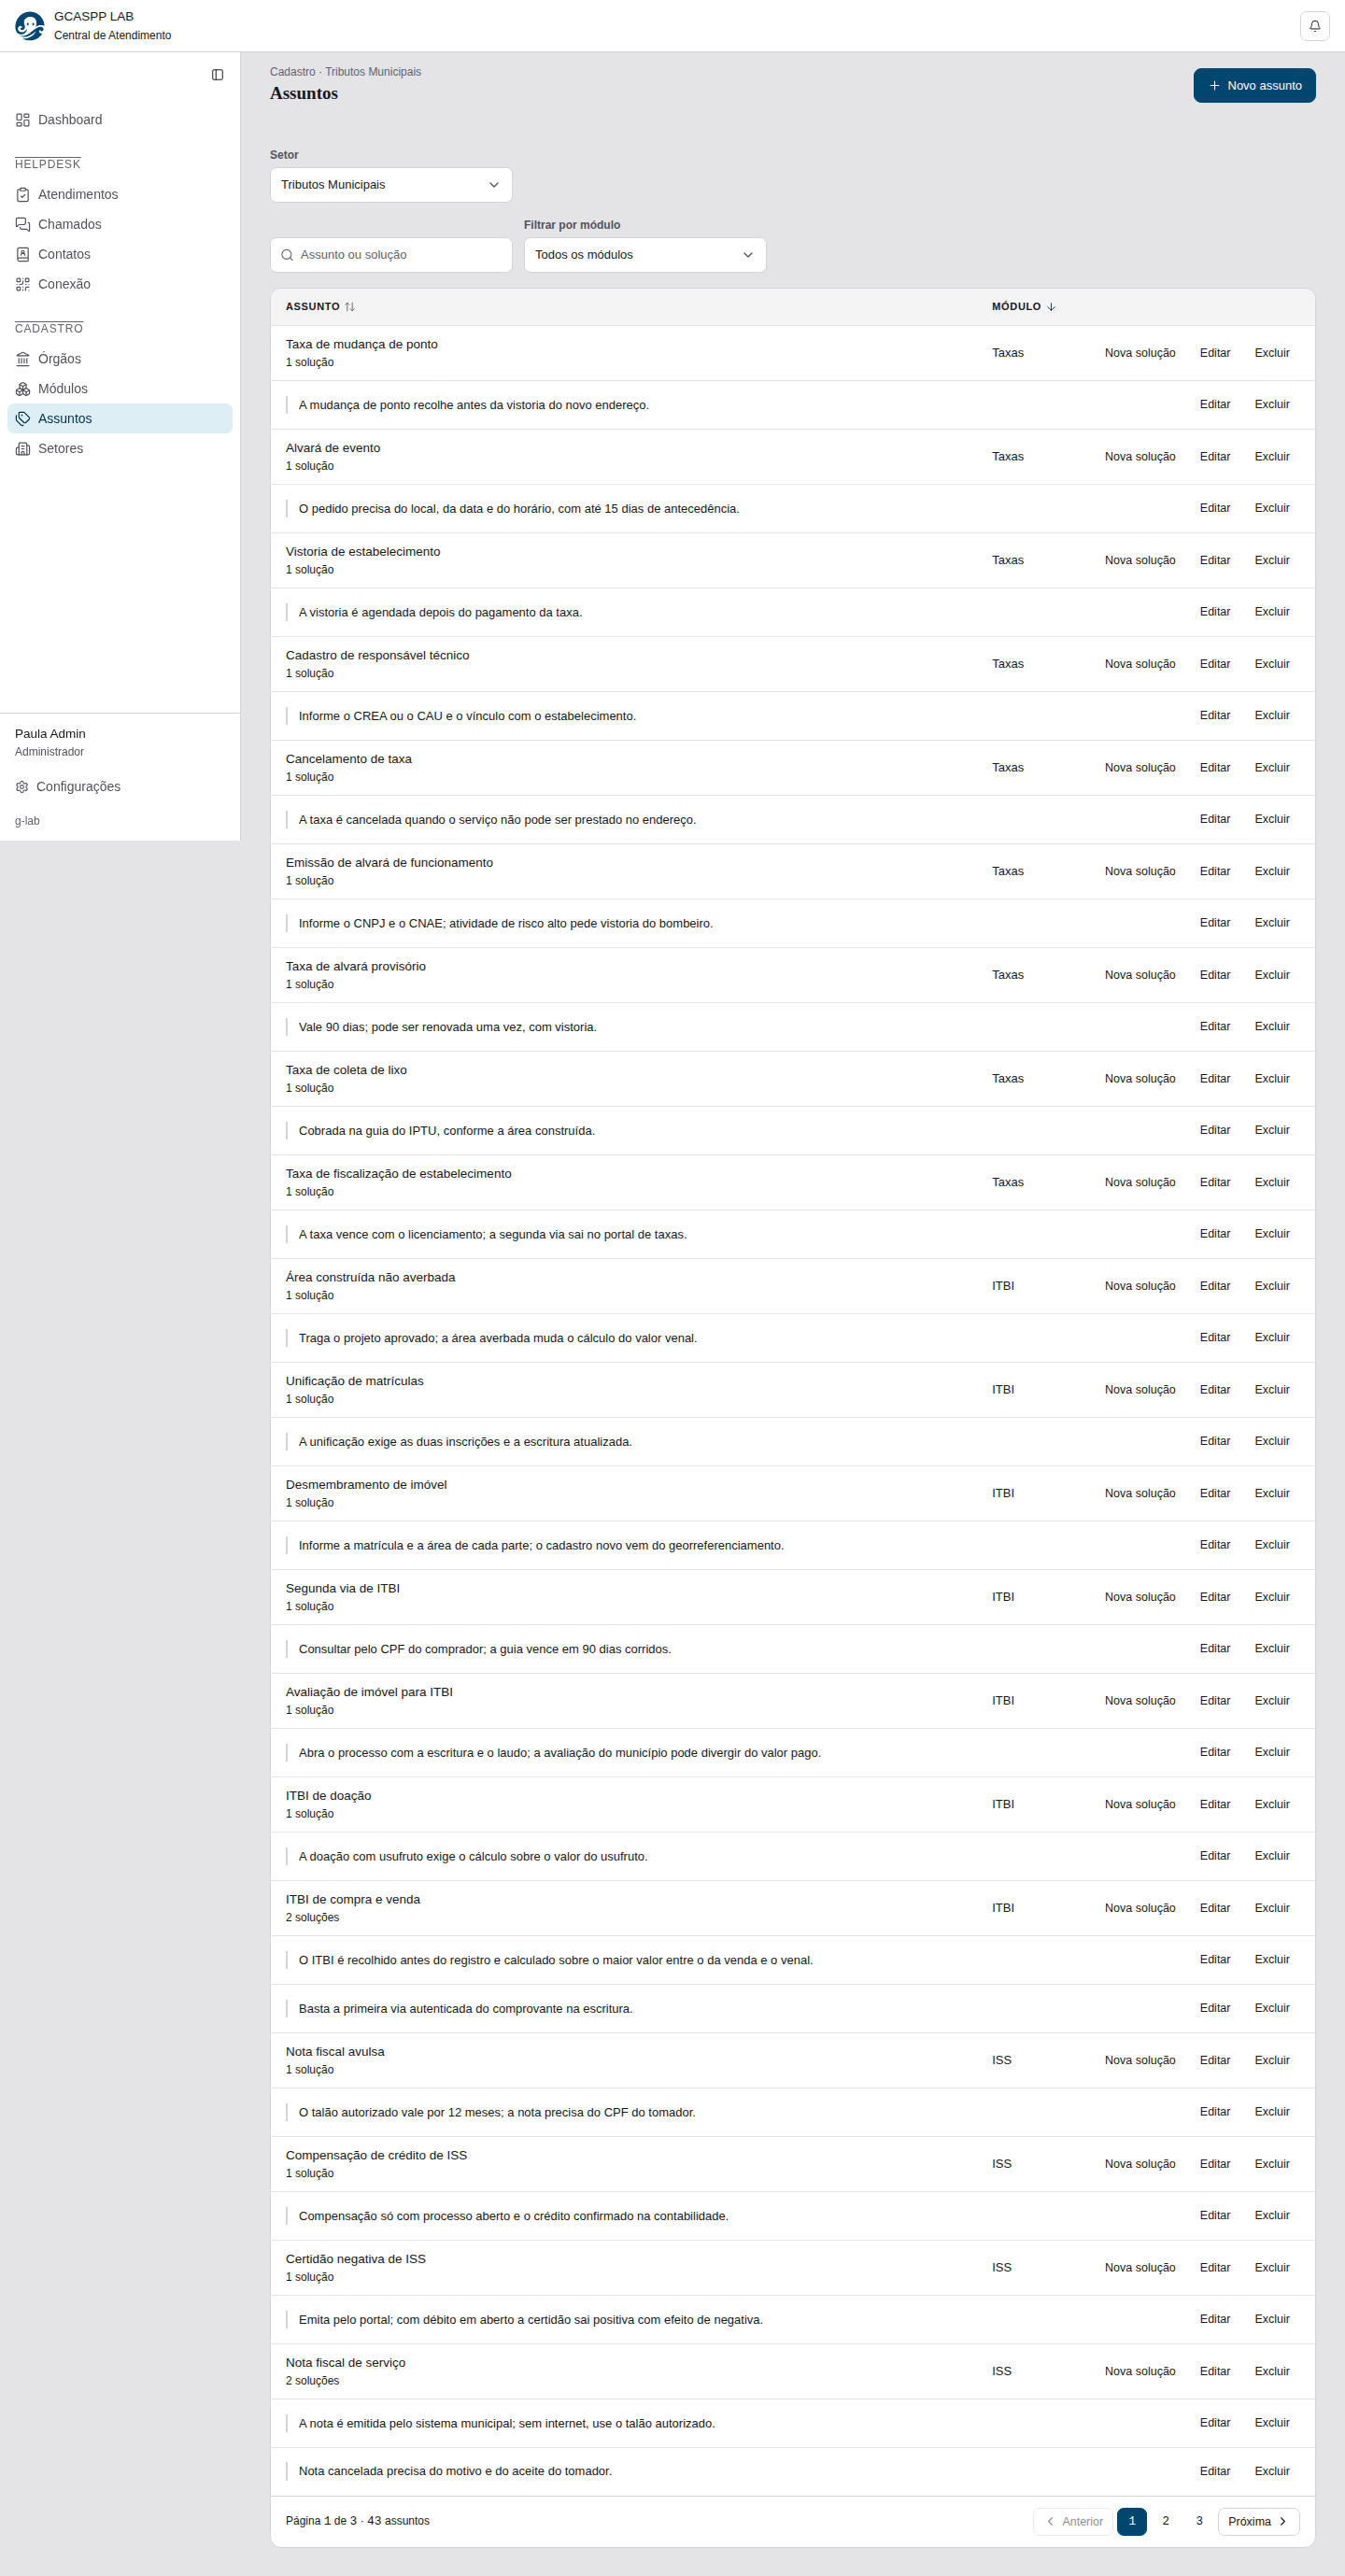 GCASPP LAB
Central de Atendimento
Dashboard
HELPDESK
Atendimentos
Chamados
Contatos
Conexão
CADASTRO
Órgãos
Módulos
Assuntos
Setores
Paula Admin
Administrador
Configurações
g-lab
Cadastro · Tributos Municipais
Assuntos
Novo assunto
Setor
Tributos Municipais
Filtrar por módulo
Assunto ou solução
Todos os módulos
ASSUNTO MÓDULO
Taxa de mudança de ponto
1 solução
Taxas Nova solução Editar Excluir
A mudança de ponto recolhe antes da vistoria do novo endereço. Editar Excluir
Alvará de evento
1 solução
Taxas Nova solução Editar Excluir
O pedido precisa do local, da data e do horário, com até 15 dias de antecedência. Editar Excluir
Vistoria de estabelecimento
1 solução
Taxas Nova solução Editar Excluir
A vistoria é agendada depois do pagamento da taxa. Editar Excluir
Cadastro de responsável técnico
1 solução
Taxas Nova solução Editar Excluir
Informe o CREA ou o CAU e o vínculo com o estabelecimento. Editar Excluir
Cancelamento de taxa
1 solução
Taxas Nova solução Editar Excluir
A taxa é cancelada quando o serviço não pode ser prestado no endereço. Editar Excluir
Emissão de alvará de funcionamento
1 solução
Taxas Nova solução Editar Excluir
Informe o CNPJ e o CNAE; atividade de risco alto pede vistoria do bombeiro. Editar Excluir
Taxa de alvará provisório
1 solução
Taxas Nova solução Editar Excluir
Vale 90 dias; pode ser renovada uma vez, com vistoria. Editar Excluir
Taxa de coleta de lixo
1 solução
Taxas Nova solução Editar Excluir
Cobrada na guia do IPTU, conforme a área construída. Editar Excluir
Taxa de fiscalização de estabelecimento
1 solução
Taxas Nova solução Editar Excluir
A taxa vence com o licenciamento; a segunda via sai no portal de taxas. Editar Excluir
Área construída não averbada
1 solução
ITBI Nova solução Editar Excluir
Traga o projeto aprovado; a área averbada muda o cálculo do valor venal. Editar Excluir
Unificação de matrículas
1 solução
ITBI Nova solução Editar Excluir
A unificação exige as duas inscrições e a escritura atualizada. Editar Excluir
Desmembramento de imóvel
1 solução
ITBI Nova solução Editar Excluir
Informe a matrícula e a área de cada parte; o cadastro novo vem do georreferenciamento. Editar Excluir
Segunda via de ITBI
1 solução
ITBI Nova solução Editar Excluir
Consultar pelo CPF do comprador; a guia vence em 90 dias corridos. Editar Excluir
Avaliação de imóvel para ITBI
1 solução
ITBI Nova solução Editar Excluir
Abra o processo com a escritura e o laudo; a avaliação do município pode divergir do valor pago. Editar Excluir
ITBI de doação
1 solução
ITBI Nova solução Editar Excluir
A doação com usufruto exige o cálculo sobre o valor do usufruto. Editar Excluir
ITBI de compra e venda
2 soluções
ITBI Nova solução Editar Excluir
O ITBI é recolhido antes do registro e calculado sobre o maior valor entre o da venda e o venal. Editar Excluir
Basta a primeira via autenticada do comprovante na escritura. Editar Excluir
Nota fiscal avulsa
1 solução
ISS Nova solução Editar Excluir
O talão autorizado vale por 12 meses; a nota precisa do CPF do tomador. Editar Excluir
Compensação de crédito de ISS
1 solução
ISS Nova solução Editar Excluir
Compensação só com processo aberto e o crédito confirmado na contabilidade. Editar Excluir
Certidão negativa de ISS
1 solução
ISS Nova solução Editar Excluir
Emita pelo portal; com débito em aberto a certidão sai positiva com efeito de negativa. Editar Excluir
Nota fiscal de serviço
2 soluções
ISS Nova solução Editar Excluir
A nota é emitida pelo sistema municipal; sem internet, use o talão autorizado. Editar Excluir
Nota cancelada precisa do motivo e do aceite do tomador. Editar Excluir
Página 1 de 3 · 43 assuntos Anterior 1 2 3 Próxima